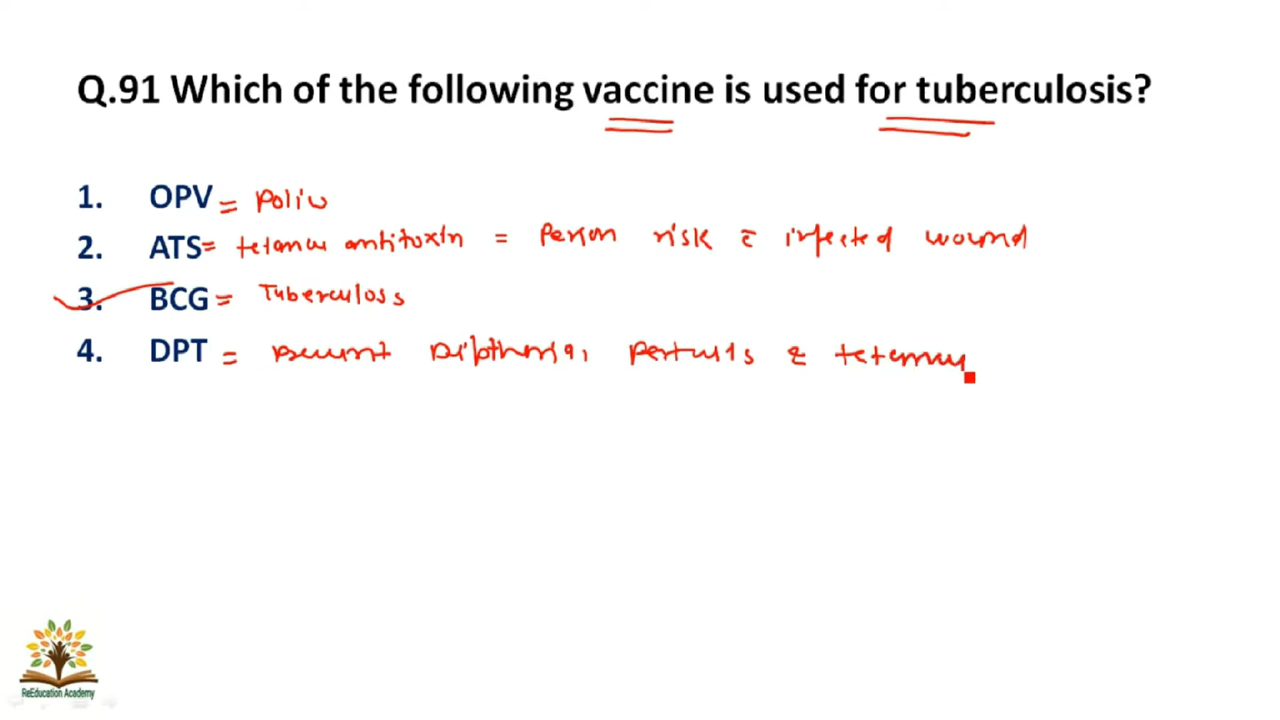 Q.91 Which of the following vaccine is used for tuberculosis?
1. OPV = Polio
2. ATS = tetanus antitoxin = Person risk c̄ infected wound
3. BCG = Tuberculoss
4. DPT = Diptheria, Pertusis & tetanus
ReEducation Academy